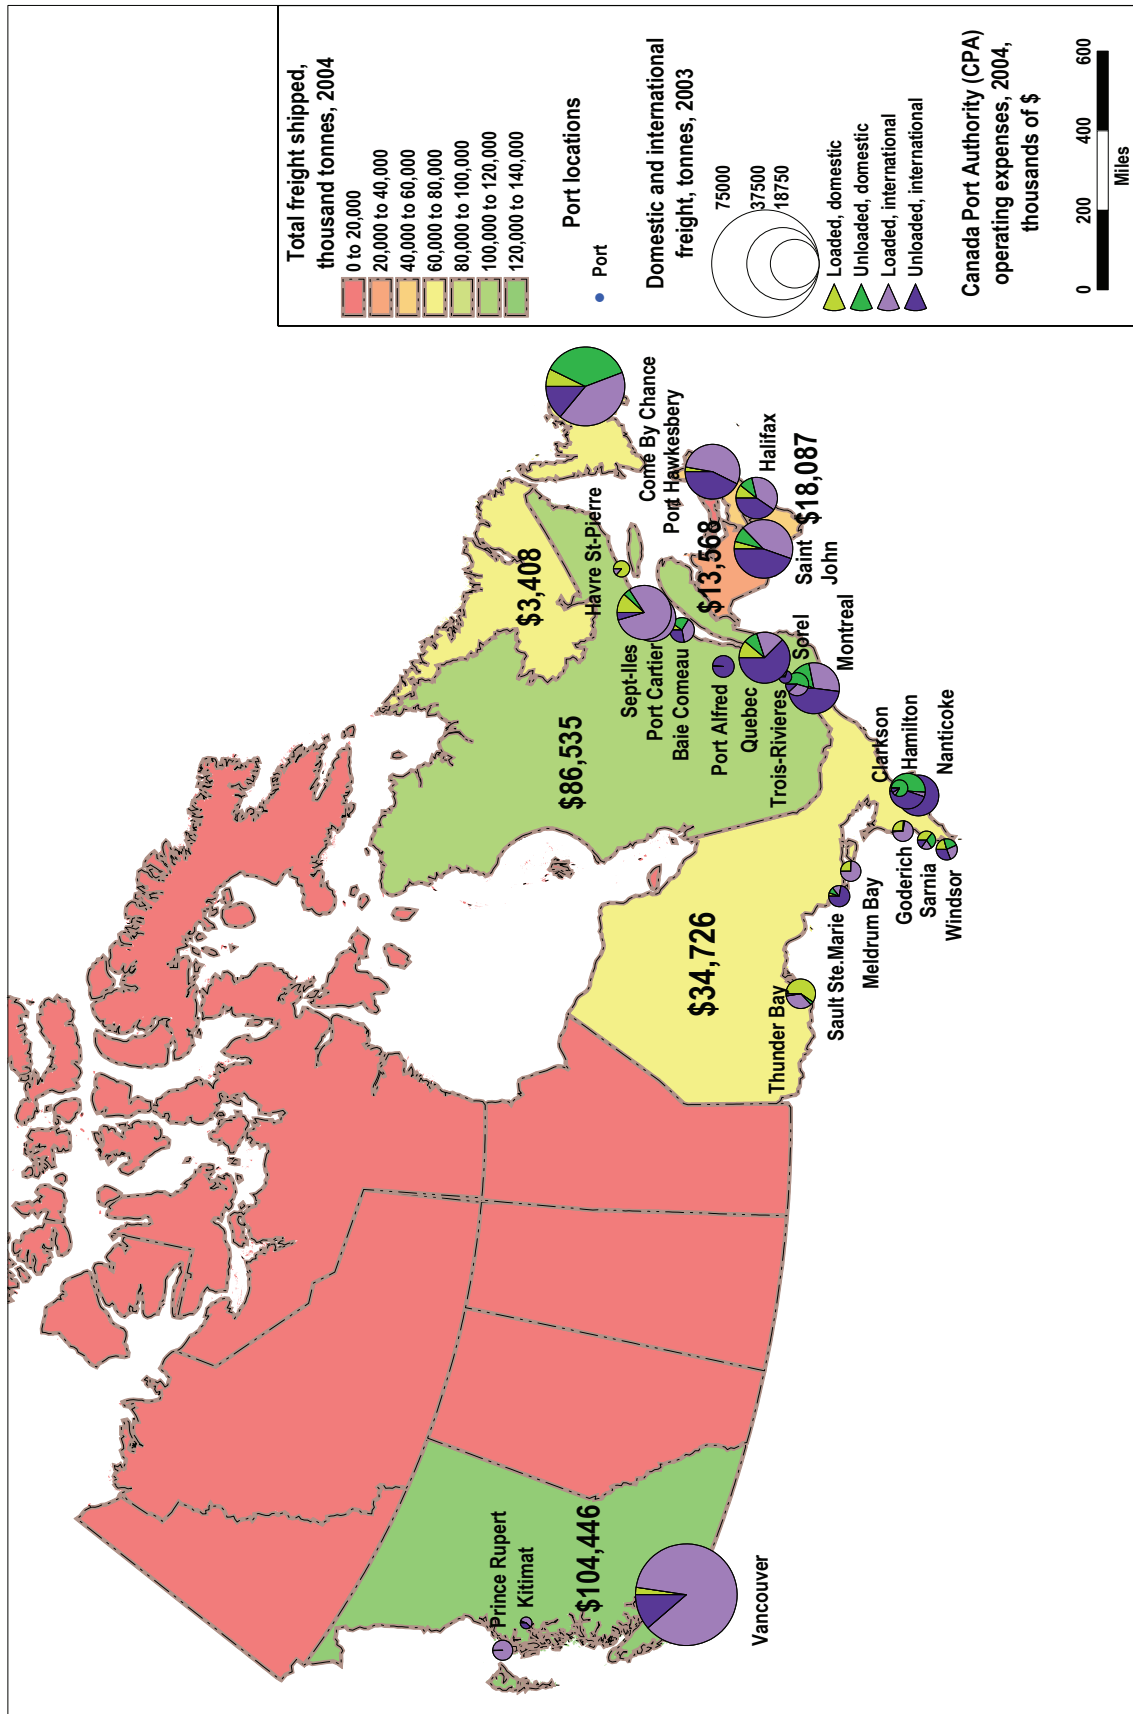 Total freight shipped,
thousand tonnes, 2004
0 to 20,000
20,000 to 40,000
40,000 to 60,000
60,000 to 80,000
80,000 to 100,000
100,000 to 120,000
120,000 to 140,000
Port locations
Port
Domestic and international
freight, tonnes, 2003
75000
37500
18750
Loaded, domestic
Unloaded, domestic
Loaded, international
Unloaded, international
Canada Port Authority (CPA)
operating expenses, 2004,
thousands of $
0
200
400
600
Miles
Prince Rupert
Kitimat
$104,446
Vancouver
$34,726
Thunder Bay
Sault Ste.Marie
Meldrum Bay
Goderich
Sarnia
Windsor
Clarkson
Hamilton
Nanticoke
$86,535
$3,408
Havre St-Pierre
Sept-Iles
Port Cartier
Baie Comeau
Port Alfred
Quebec
Trois-Rivieres
Sorel
Montreal
Come By Chance
Port Hawkesbery
$13,568
Saint
John
Halifax
$18,087